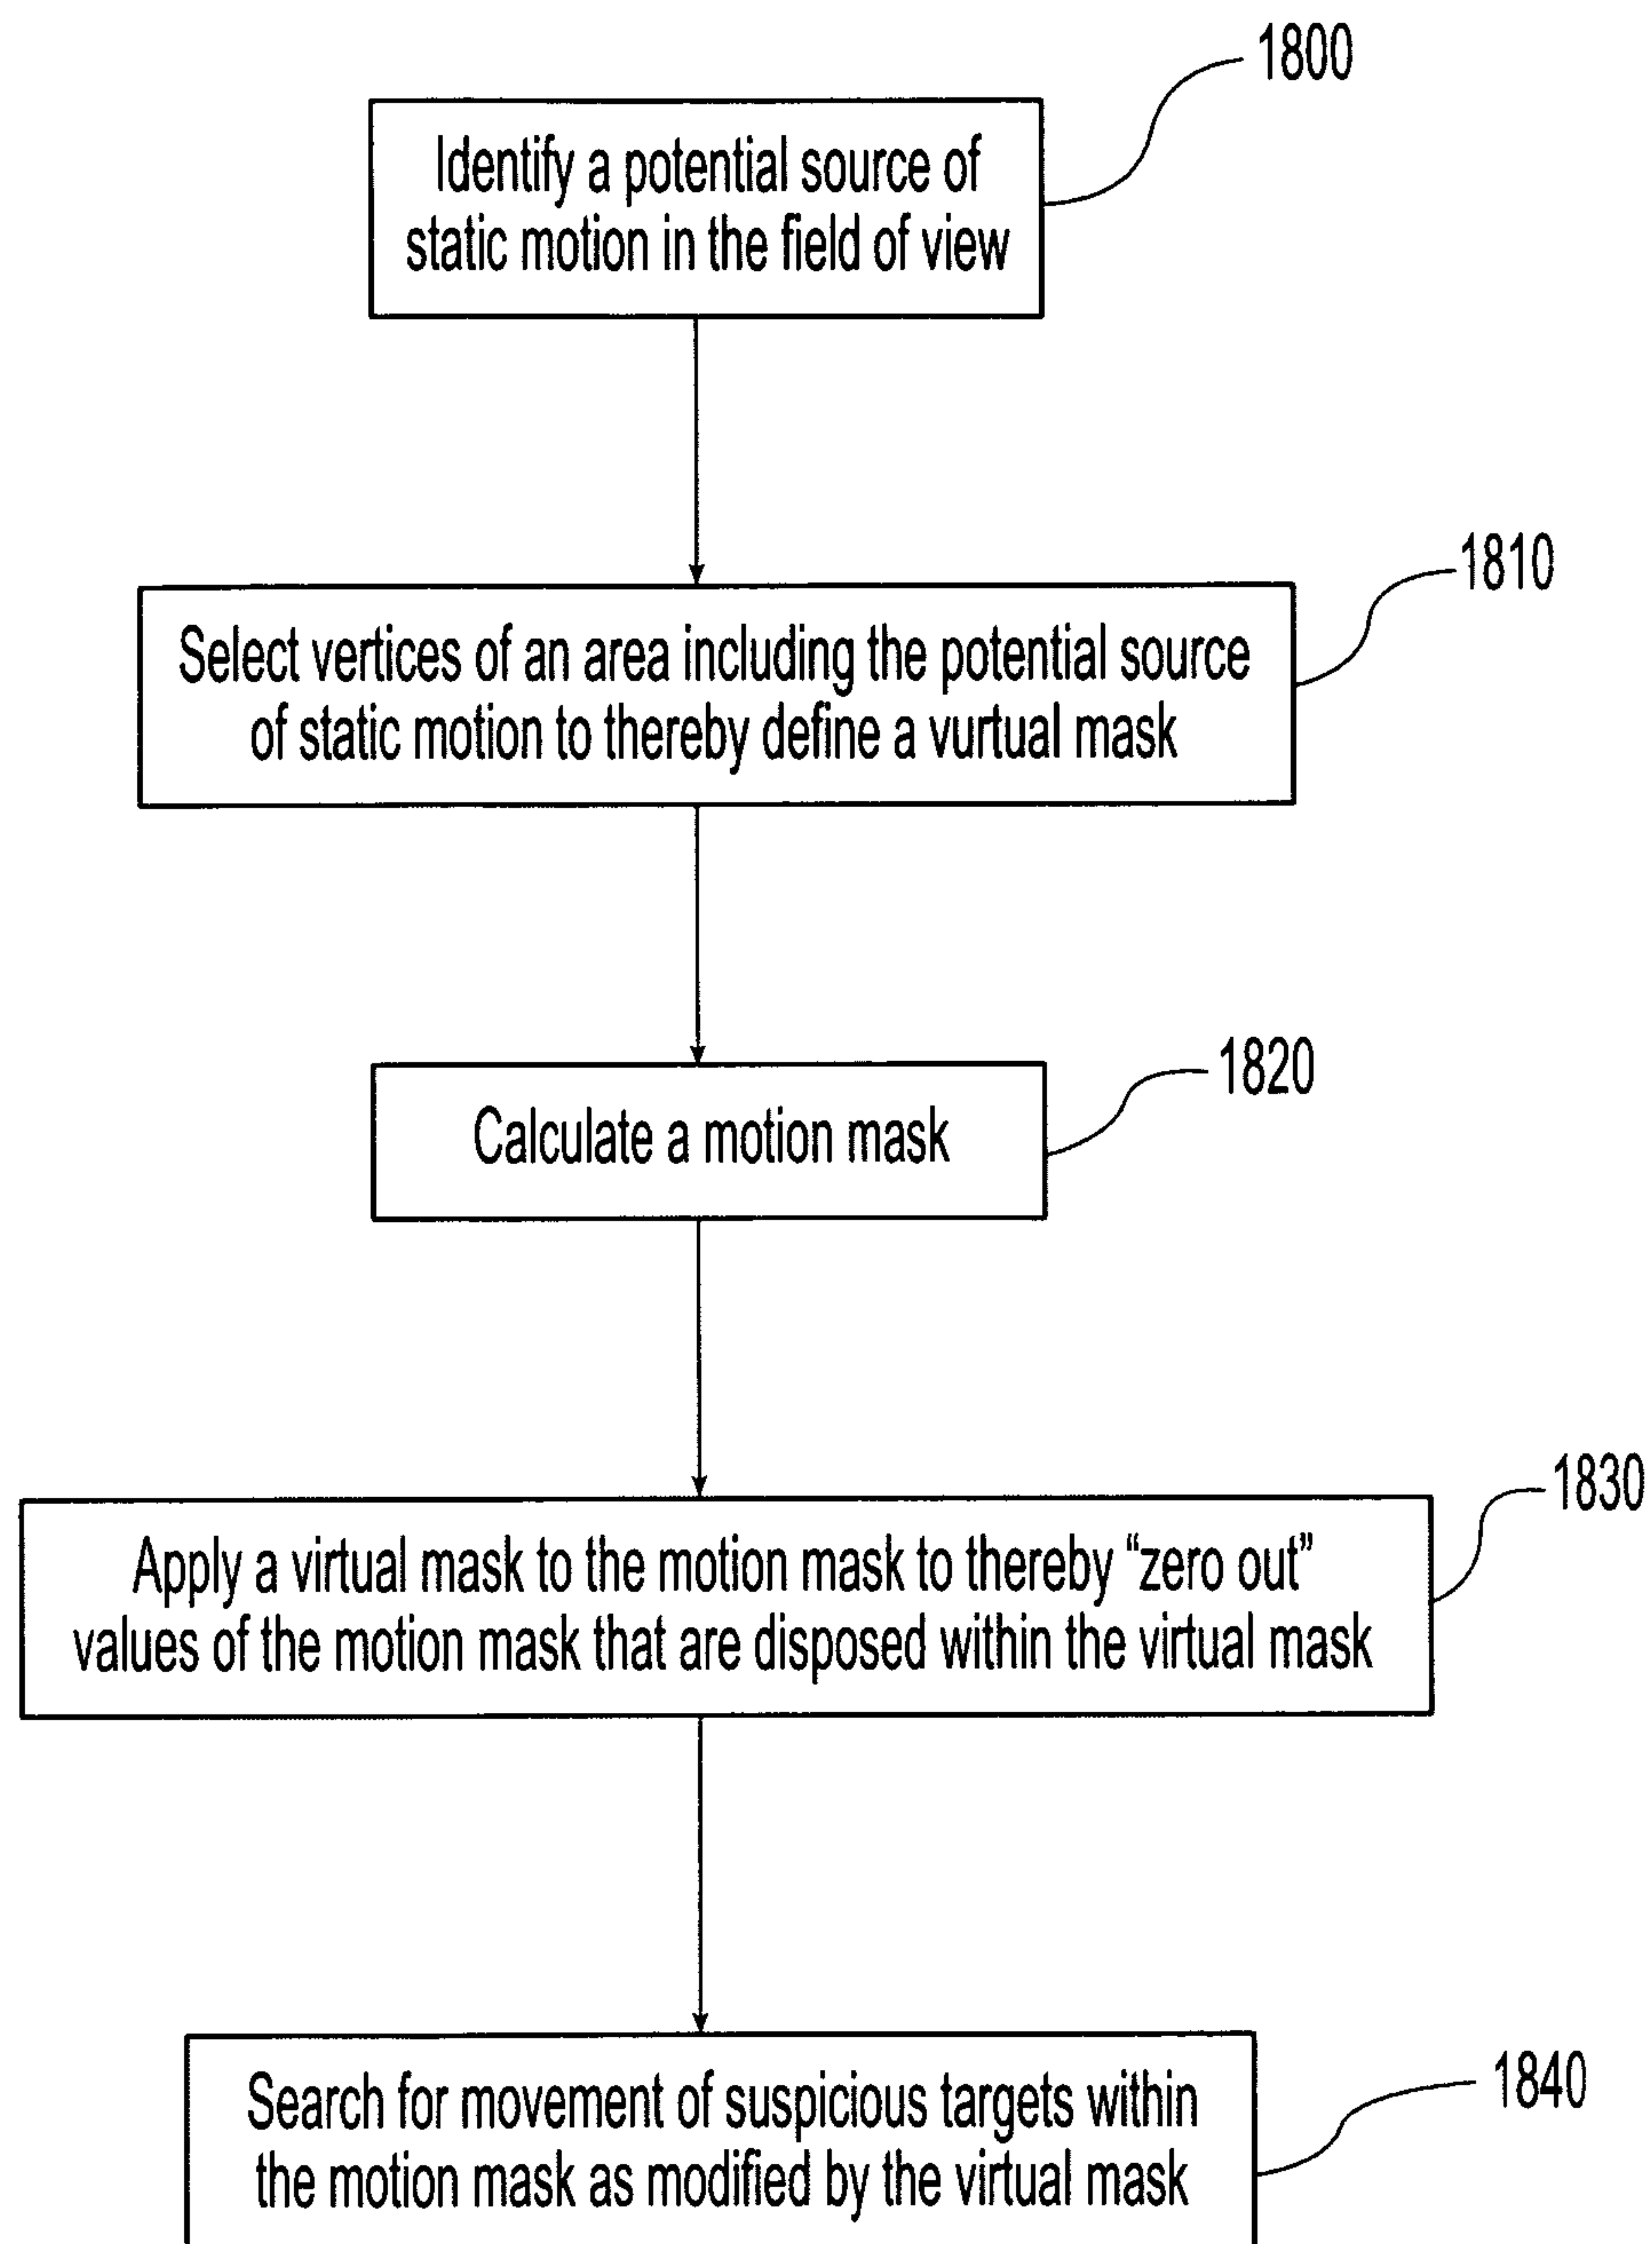 1800
Identify a potential source of
static motion in the field of view
1810
Select vertices of an area including the potential source
of static motion to thereby define a vurtual mask
1820
Calculate a motion mask
1830
Apply a virtual mask to the motion mask to thereby “zero out”
values of the motion mask that are disposed within the virtual mask
1840
Search for movement of suspicious targets within
the motion mask as modified by the virtual mask